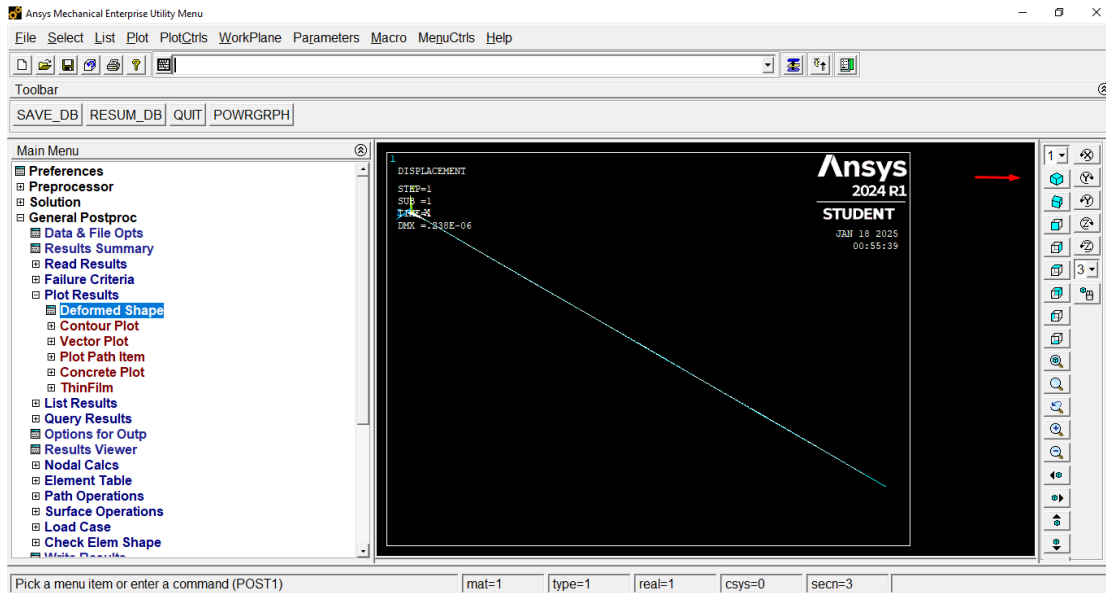 Ansys Mechanical Enterprise Utility Menu
File Select List Plot PlotCtrls WorkPlane Parameters Macro MenuCtrls Help
Toolbar
SAVE_DB RESUM_DB QUIT POWRGRPH
Main Menu
Preferences
Preprocessor
Solution
General Postproc
Data & File Opts
Results Summary
Read Results
Failure Criteria
Plot Results
Deformed Shape
Contour Plot
Vector Plot
Plot Path Item
Concrete Plot
ThinFilm
List Results
Query Results
Options for Outp
Results Viewer
Nodal Calcs
Element Table
Path Operations
Surface Operations
Load Case
Check Elem Shape
Write Results
1
DISPLACEMENT
STEP=1
SUB =1
DMX =.238E-06
Ansys
2024 R1
STUDENT
JAN 18 2025
00:55:39
1
X
Y
Y
Z
Z
3
Pick a menu item or enter a command (POST1) mat=1 type=1 real=1 csys=0 secn=3